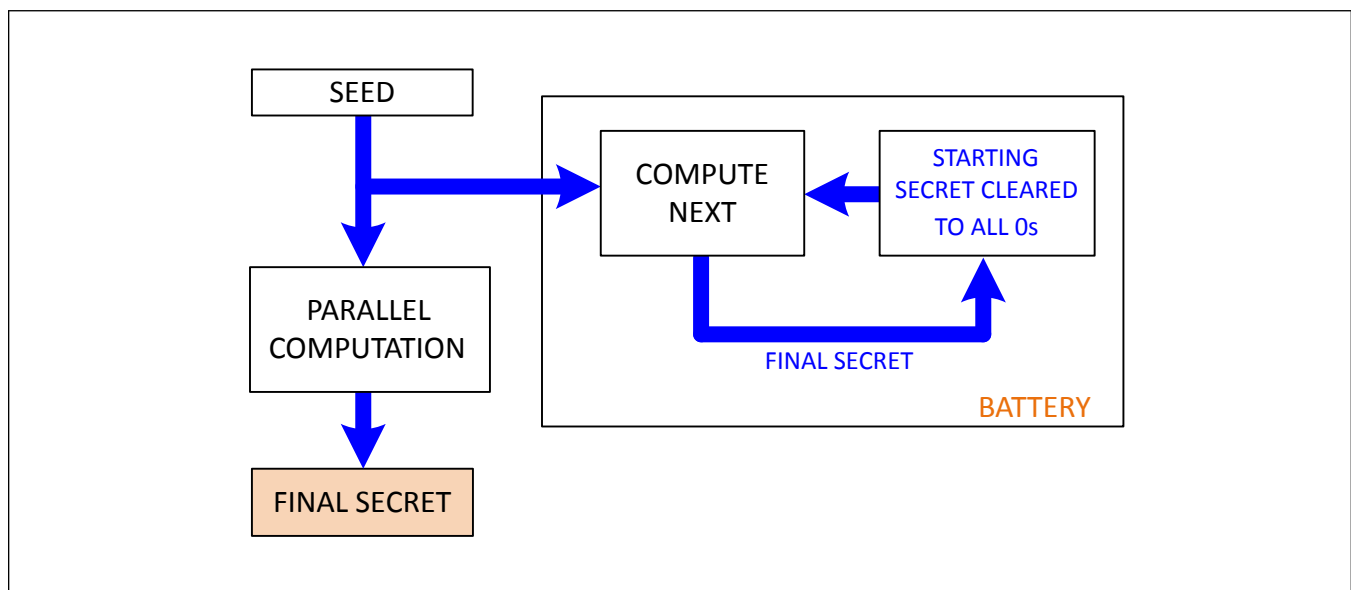 SEED
COMPUTE
NEXT
STARTING
SECRET CLEARED
TO ALL 0s
PARALLEL
COMPUTATION
FINAL SECRET
BATTERY
FINAL SECRET